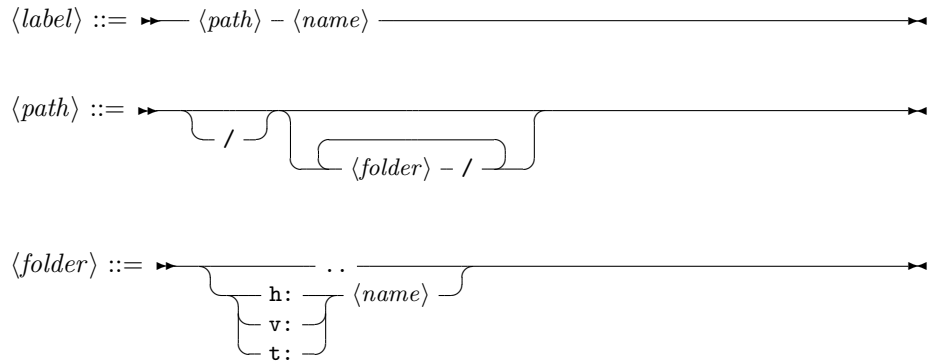 ⟨label⟩ ::= ⟨path⟩ – ⟨name⟩
⟨path⟩ ::=
/
⟨folder⟩ – /
⟨folder⟩ ::= ..
h: ⟨name⟩
v:
t: